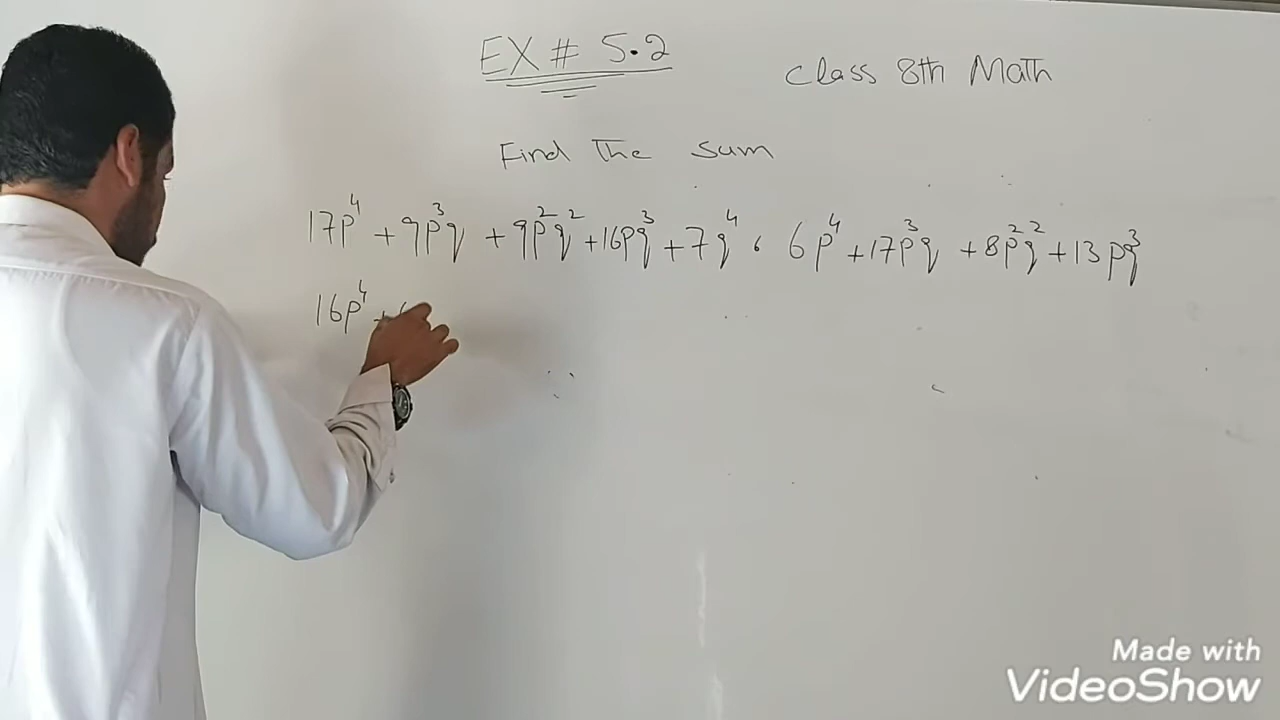 EX # 5.2
Class 8th Math
Find The Sum
17p⁴ + 9p³q + 9p²q² + 16pq³ + 7q⁴ , 6p⁴ + 17p³q + 8p²q² + 13pq³
16p⁴ +
Made with
VideoShow